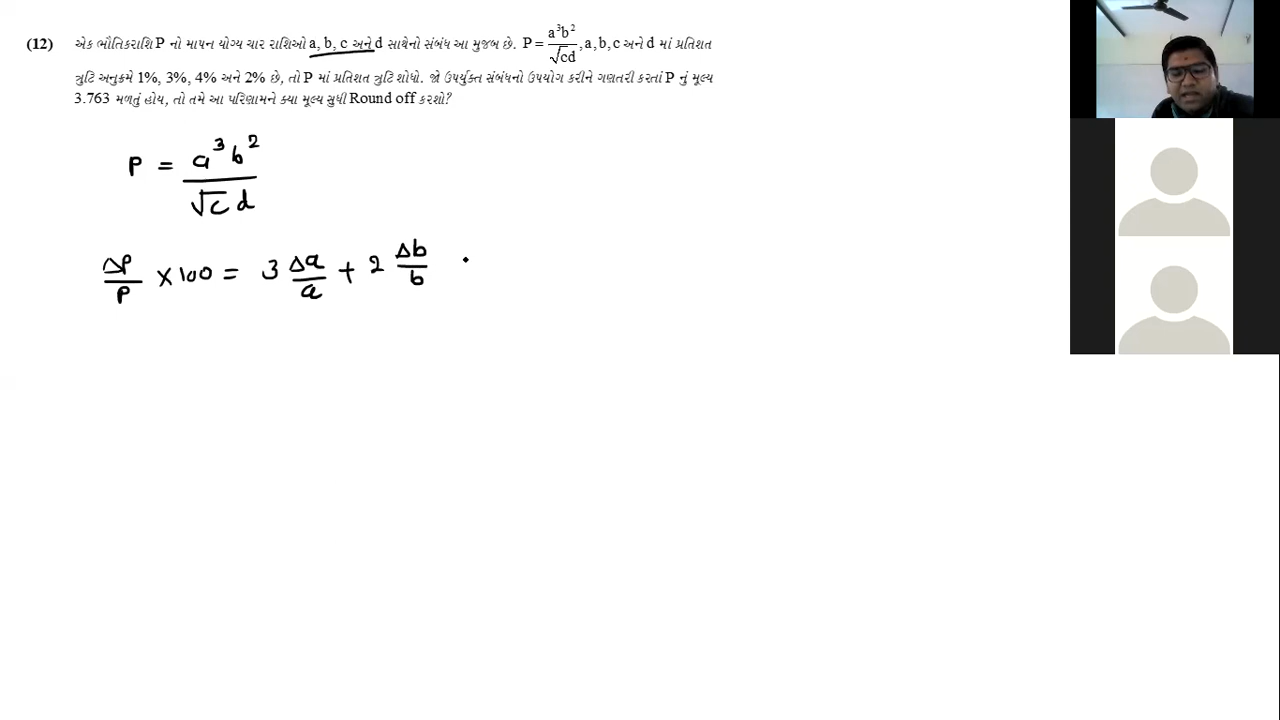 (12) એક ભૌતિકરાશિ P નો માપન યોગ્ય ચાર રાશિઓ a, b, c અને d સાથેનો સંબંધ આ મુજબ છે. P = a³b²/√cd, a, b, c અને d માં પ્રતિશત
ત્રુટિ અનુક્રમે 1%, 3%, 4% અને 2% છે, તો P માં પ્રતિશત ત્રુટિ શોધો. જો ઉપર્યુક્ત સંબંધનો ઉપયોગ કરીને ગણતરી કરતાં P નું મૂલ્ય
3.763 મળતું હોય, તો તમે આ પરિણામને ક્યા મૂલ્ય સુધી Round off કરશો?
P = a³b²/√c d
ΔP/P × 100 = 3 Δa/a + 2 Δb/b